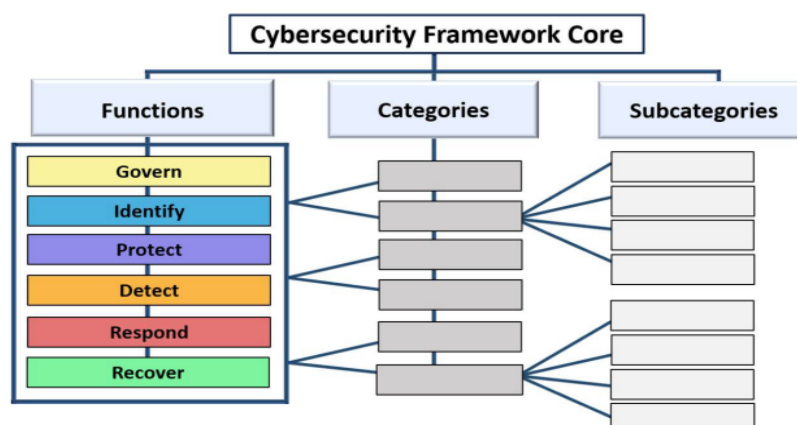 Cybersecurity Framework Core
Functions
Categories
Subcategories
Govern
Identify
Protect
Detect
Respond
Recover